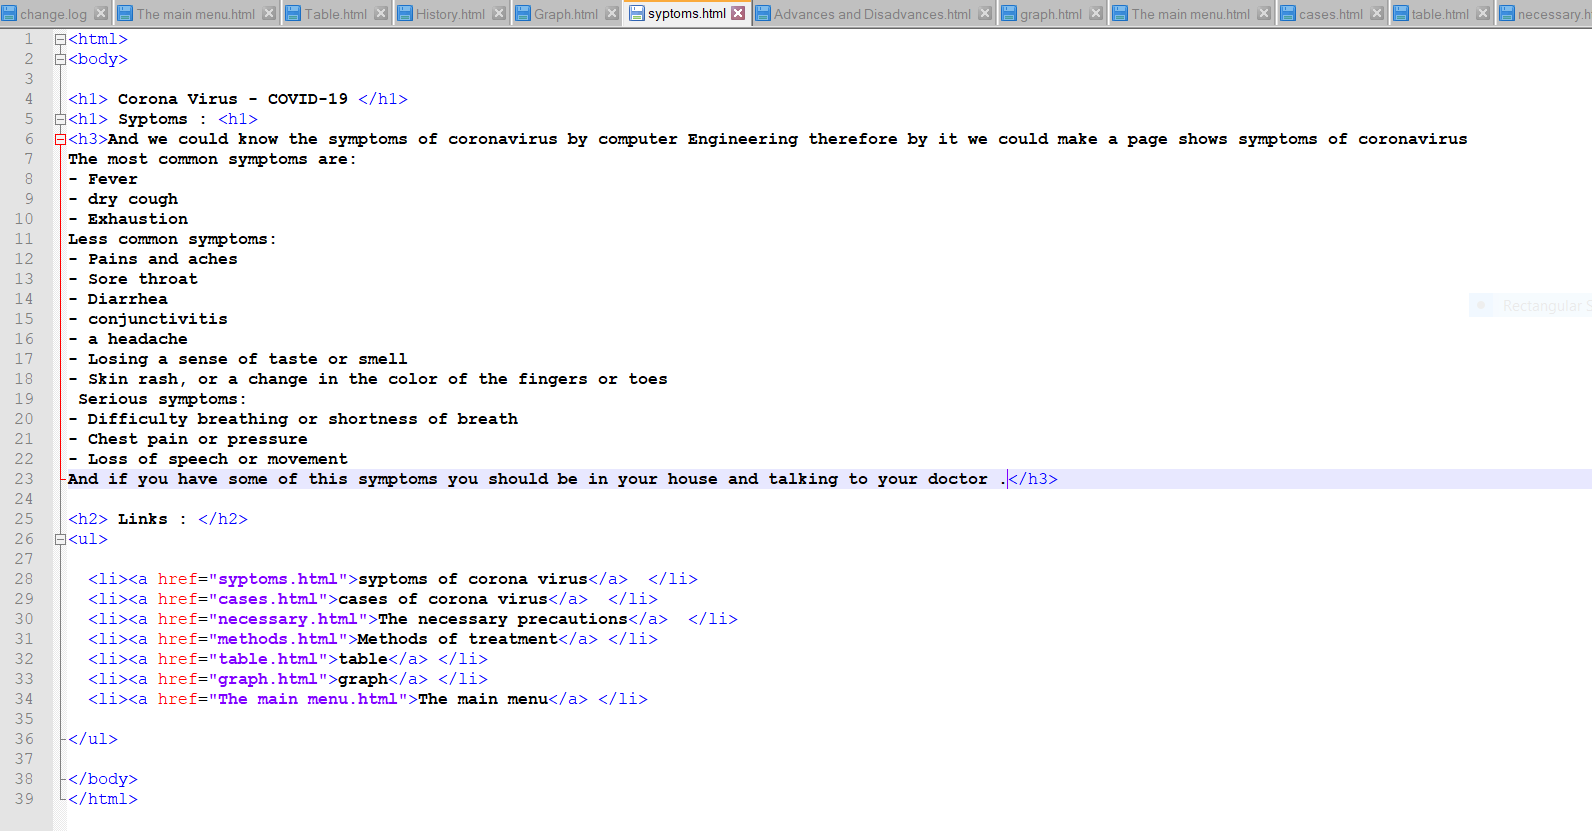 change.log The main menu.html Table.html History.html Graph.html syptoms.html Advances and Disadvances.html graph.html The main menu.html cases.html table.html necessary.h
1 <html>
2 <body>
3
4 <h1> Corona Virus - COVID-19 </h1>
5 <h1> Syptoms : <h1>
6 <h3>And we could know the symptoms of coronavirus by computer Engineering therefore by it we could make a page shows symptoms of coronavirus
7 The most common symptoms are:
8 - Fever
9 - dry cough
10 - Exhaustion
11 Less common symptoms:
12 - Pains and aches
13 - Sore throat
14 - Diarrhea
15 - conjunctivitis
Rectangular S
16 - a headache
17 - Losing a sense of taste or smell
18 - Skin rash, or a change in the color of the fingers or toes
19 Serious symptoms:
20 - Difficulty breathing or shortness of breath
21 - Chest pain or pressure
22 - Loss of speech or movement
23 And if you have some of this symptoms you should be in your house and talking to your doctor .</h3>
24
25 <h2> Links : </h2>
26 <ul>
27
28 <li><a href="syptoms.html">syptoms of corona virus</a> </li>
29 <li><a href="cases.html">cases of corona virus</a> </li>
30 <li><a href="necessary.html">The necessary precautions</a> </li>
31 <li><a href="methods.html">Methods of treatment</a> </li>
32 <li><a href="table.html">table</a> </li>
33 <li><a href="graph.html">graph</a> </li>
34 <li><a href="The main menu.html">The main menu</a> </li>
35
36 </ul>
37
38 </body>
39 </html>